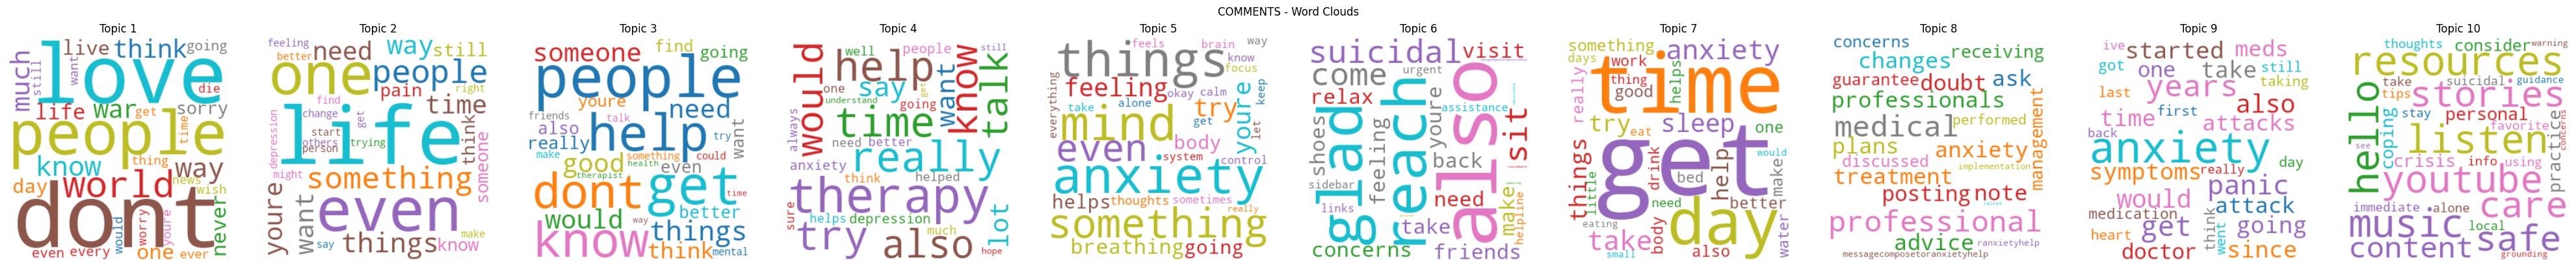 COMMENTS - Word Clouds
Topic 1
love
people
dont
world
think
live
going
much
still
want
die
life
war
get
sorry
time
know
thing
way
day
news
wish
never
even
every
would
worry
youre
one
ever
Topic 2
feeling
better
need
way
still
one
people
pain
right
find
time
change
get
life
start
others
trying
person
depression
think
someone
might
something
youre
want
even
make
say
things
know
Topic 3
someone
find
going
people
youre
need
friends
talk
also
help
try
want
really
make
good
something
could
health
even
therapist
dont
get
time
would
way
better
things
know
think
mental
Topic 4
well
people
still
would
help
want
know
talk
say
get
one
going
understand
time
always
really
need
better
anxiety
therapy
think
helped
sure
helps
depression
much
lot
try
also
hope
Topic 5
feels
brain
way
things
know
focus
feeling
everything
okay
calm
try
youre
keep
take
alone
mind
get
let
even
body
system
control
anxiety
helps
thoughts
sometimes
something
really
breathing
going
Topic 6
suicidal
visit
come
urgent
relax
also
sit
glad
reach
shoes
feeling
youre
assistance
back
sidebar
need
links
take
make
helpline
concerns
friends
Topic 7
something
anxiety
days
work
time
really
thing
good
helps
try
eat
sleep
one
things
little
get
drink
bed
help
would
make
need
better
eating
take
body
day
water
small
also
Topic 8
concerns
changes
receiving
guarantee
doubt
ask
professionals
medical
performed
plans
anxiety
management
discussed
implementation
treatment
posting
note
professional
advice
ranxietyhelp
messagecomposetoranxietyhelp
Topic 9
ive
started
meds
got
one
take
still
years
taking
last
also
time
first
attacks
back
anxiety
day
symptoms
really
panic
would
attack
medication
get
think
went
going
heart
doctor
since
Topic 10
thoughts
consider
warning
resources
take
suicidal
guidance
tips
stories
hello
coping
stay
personal
listen
favorite
practice
concerns
see
crisis
info
using
youtube
care
immediate
alone
local
music
safe
content
grounding